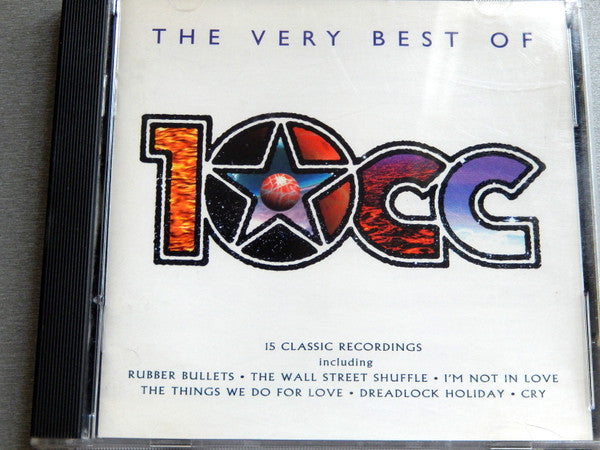 THE VERY BEST OF
10cc
15 CLASSIC RECORDINGS
including
RUBBER BULLETS • THE WALL STREET SHUFFLE • I'M NOT IN LOVE
THE THINGS WE DO FOR LOVE • DREADLOCK HOLIDAY • CRY